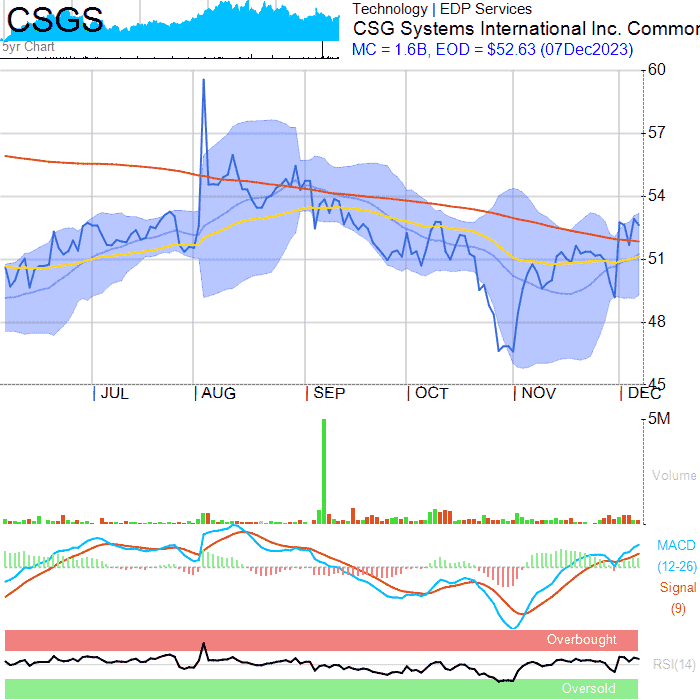 CSGS
5yr Chart
Technology | EDP Services
CSG Systems International Inc. Common
MC = 1.6B, EOD = $52.63 (07Dec2023)
60
57
54
51
48
45
JUL
AUG
SEP
OCT
NOV
DEC
5M
Volume
MACD
(12-26)
Signal
(9)
Overbought
RSI(14)
Oversold